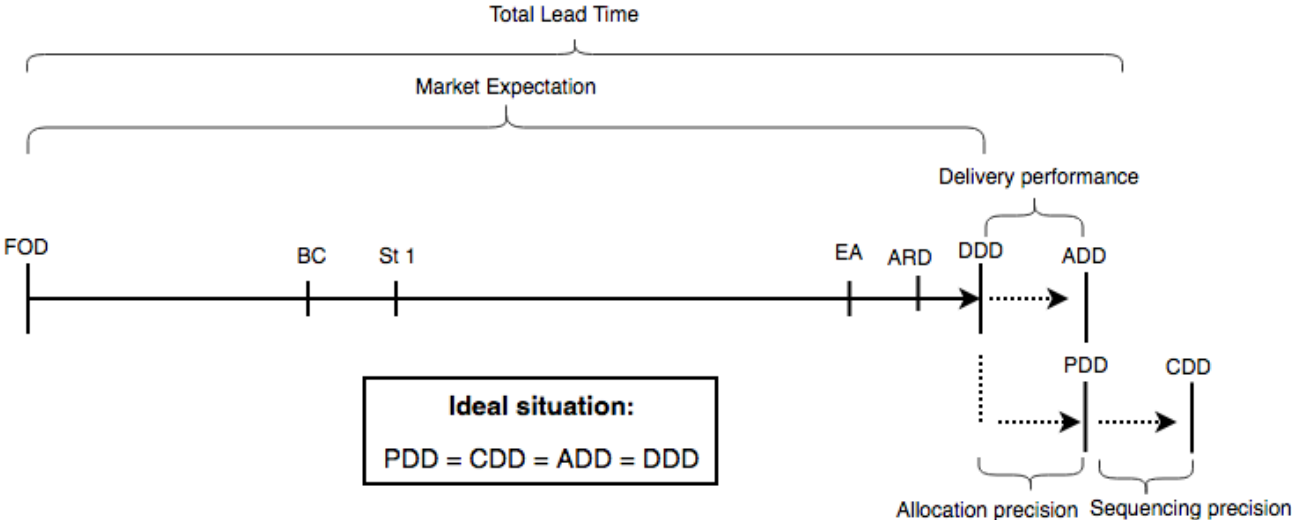 Total Lead Time
Market Expectation
Delivery performance
FOD
BC
St 1
EA
ARD
DDD
ADD
PDD
CDD
Ideal situation:
PDD = CDD = ADD = DDD
Allocation precision
Sequencing precision